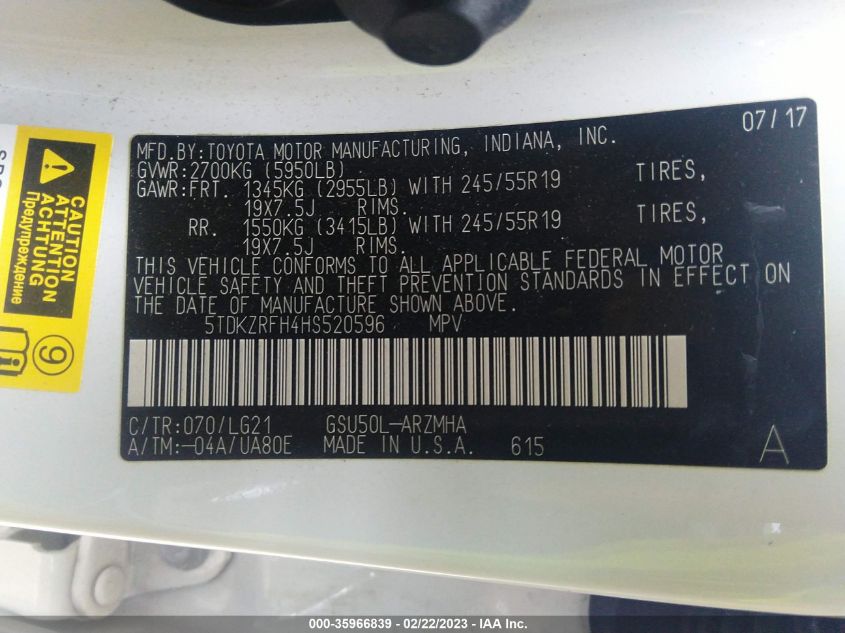 07/17
MFD.BY:TOYOTA MOTOR MANUFACTURING, INDIANA, INC.
GVWR:2700KG (5950LB)
GAWR:FRT. 1345KG (2955LB) WITH 245/55R19 TIRES,
19X7.5J RIMS.
RR. 1550KG (3415LB) WITH 245/55R19 TIRES,
19X7.5J RIMS.
THIS VEHICLE CONFORMS TO ALL APPLICABLE FEDERAL MOTOR
VEHICLE SAFETY AND THEFT PREVENTION STANDARDS IN EFFECT ON
THE DATE OF MANUFACTURE SHOWN ABOVE.
5TDKZRFH4HS520596 MPV
C/TR:070/LG21 GSU50L-ARZMHA
A/TM:-04A/UA80E MADE IN U.S.A. 615
A
CAUTION
ATTENTION
ACHTUNG
Предупреждение
9
000-35966839 - 02/22/2023 - IAA Inc.